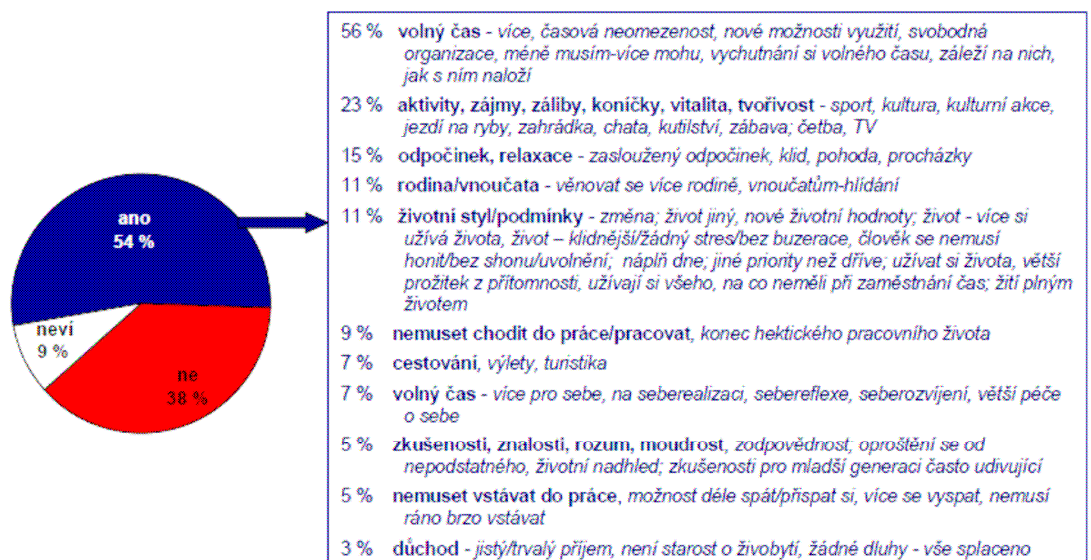 ano
54 %
neví
9 %
ne
38 %
56 % volný čas - více, časová neomezenost, nové možnosti využití, svobodná
organizace, méně musím-více mohu, vychutnání si volného času, záleží na nich,
jak s ním naloží
23 % aktivity, zájmy, záliby, koníčky, vitalita, tvořivost - sport, kultura, kulturní akce,
jezdí na ryby, zahrádka, chata, kutilství, zábava; četba, TV
15 % odpočinek, relaxace - zasloužený odpočinek, klid, pohoda, procházky
11 % rodina/vnoučata - věnovat se více rodině, vnoučatům-hlídání
11 % životní styl/podmínky - změna; život jiný, nové životní hodnoty; život - více si
užívá života, život – klidnější/žádný stres/bez buzerace, člověk se nemusí
honit/bez shonu/uvolnění; náplň dne; jiné priority než dříve; užívat si života, větší
prožitek z přítomnosti, užívají si všeho, na co neměli při zaměstnání čas; žití plným
životem
9 % nemuset chodit do práce/pracovat, konec hektického pracovního života
7 % cestování, výlety, turistika
7 % volný čas - více pro sebe, na seberealizaci, sebereflexe, seberozvíjení, větší péče
o sebe
5 % zkušenosti, znalosti, rozum, moudrost, zodpovědnost, oproštění se od
nepodstatného, životní nadhled; zkušenosti pro mladší generaci často udivující
5 % nemuset vstávat do práce, možnost déle spát/přispat si, více se vyspat, nemusí
ráno brzo vstávat
3 % důchod - jistý/trvalý příjem, není starost o živobytí, žádné dluhy - vše splaceno